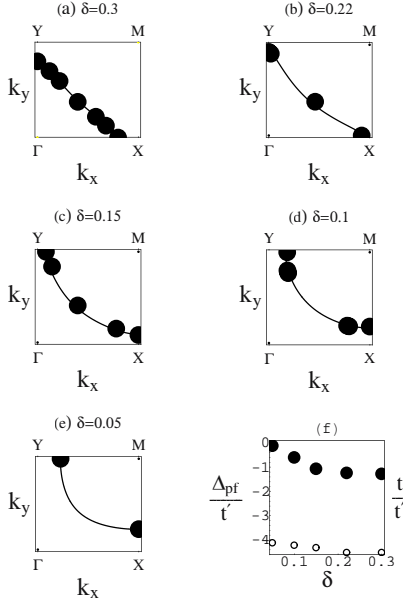 (a) δ=0.3
Y M
k_y
Γ X
k_x
(b) δ=0.22
Y M
k_y
Γ X
k_x
(c) δ=0.15
Y M
k_y
Γ X
k_x
(d) δ=0.1
Y M
k_y
Γ X
k_x
(e) δ=0.05
Y M
k_y
Γ X
k_x
(f)
0
-1
-2
-3
-4
Δ_pf
t′
t
t′
0.1 0.2 0.3
δ